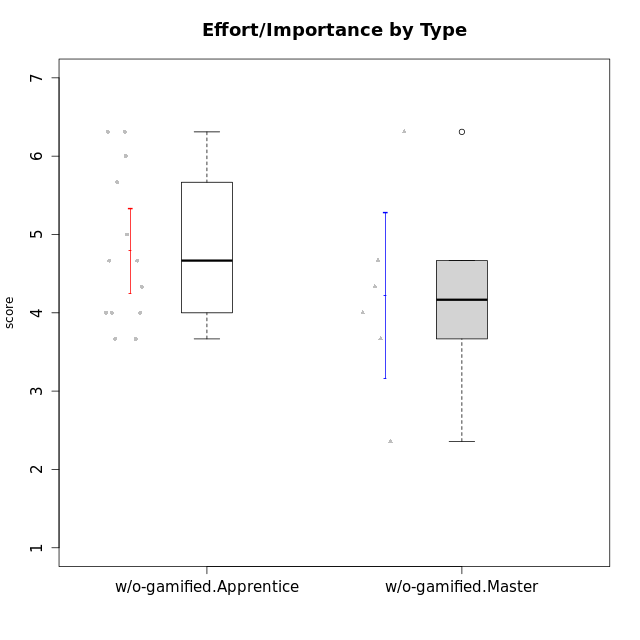 Effort/Importance by Type
7
6
5
4
3
2
1
score
w/o-gamified.Apprentice
w/o-gamified.Master